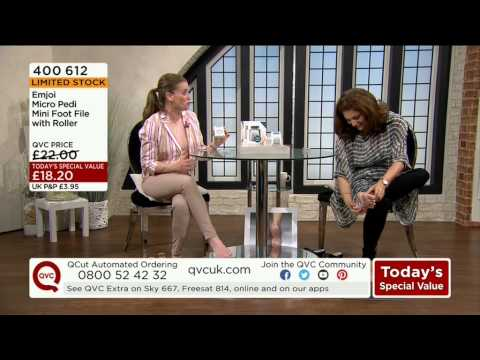 400 612
LIMITED STOCK
Emjoi
Micro Pedi
Mini Foot File
with Roller
QVC PRICE
£22.00
TODAY'S SPECIAL VALUE
£18.20
UK P&P £3.95
QVC
QCut Automated Ordering
0800 52 42 32
qvcuk.com
Join the QVC Community
See QVC Extra on Sky 667, Freesat 814, online and on our apps
Today's
Special Value